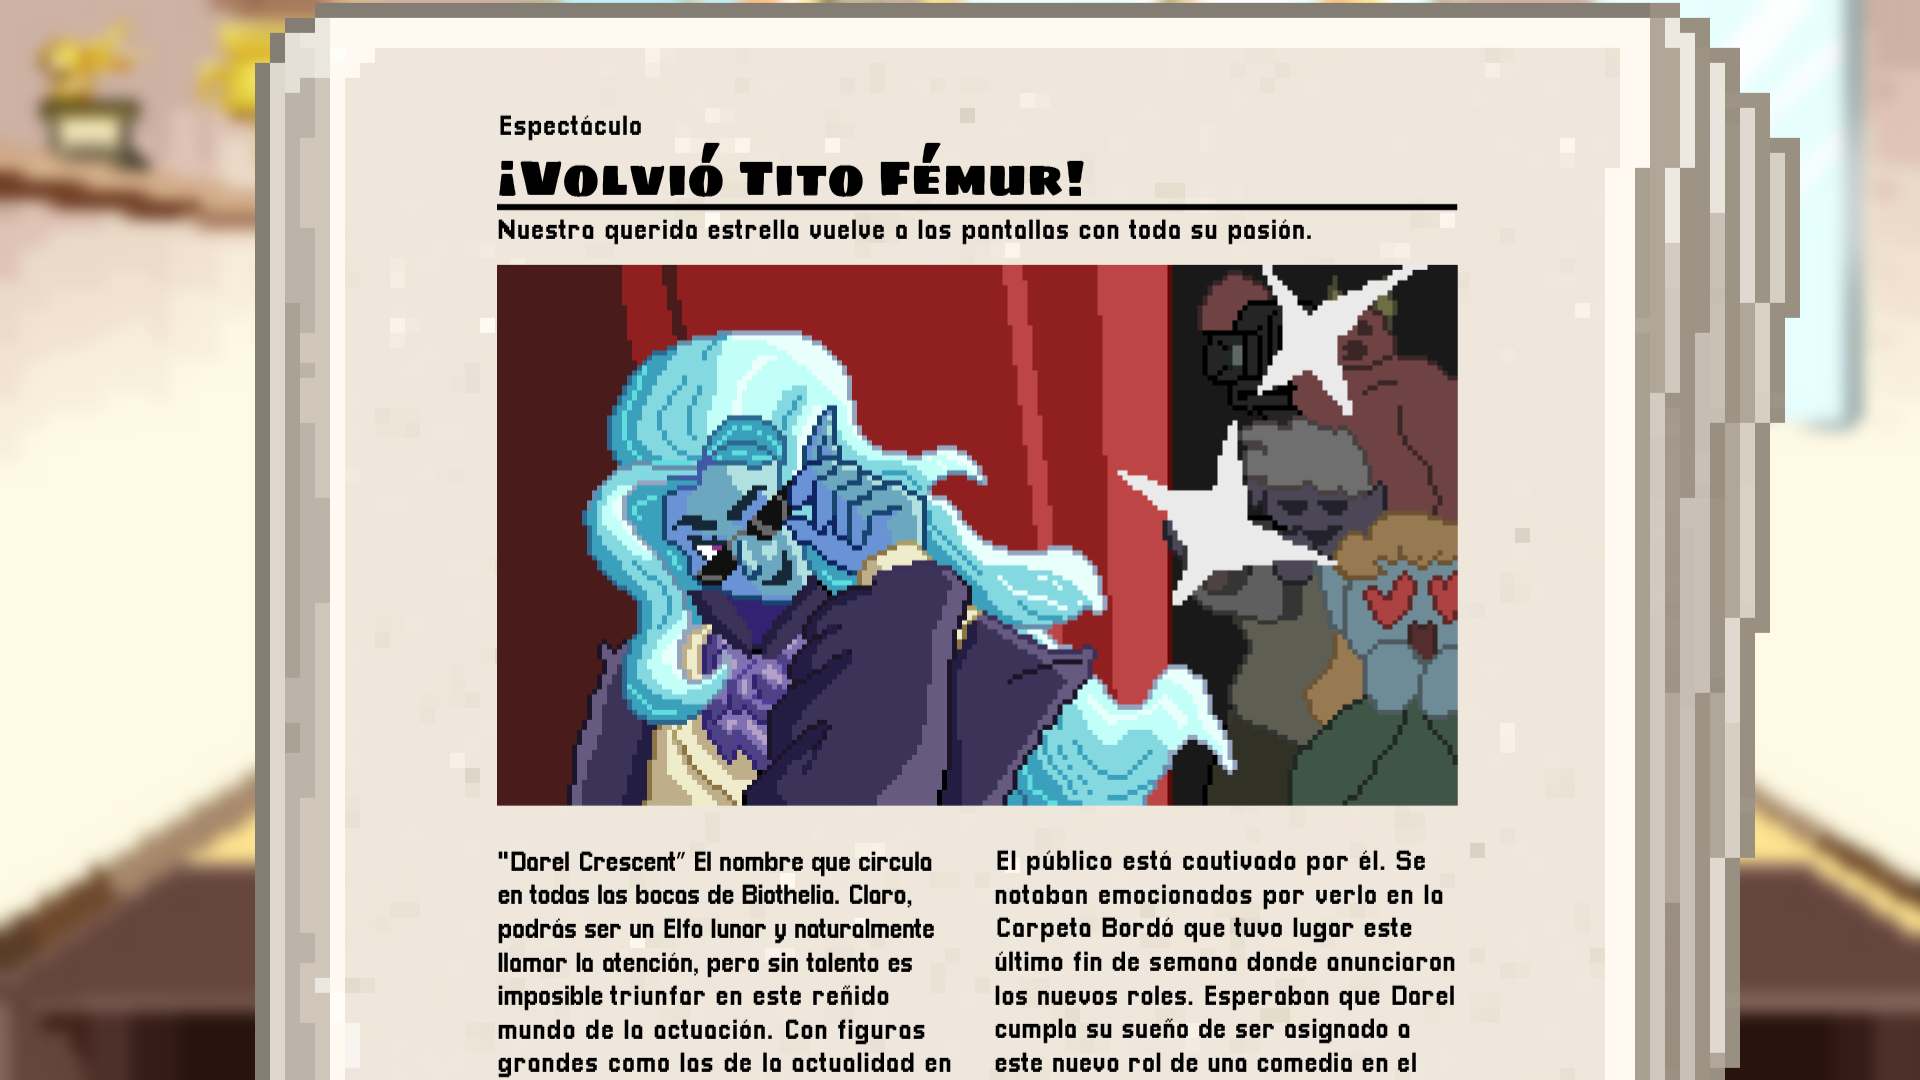 Espectáculo
¡Volvió Tito Fémur!
Nuestra querida estrella vuelve a las pantallas con toda su pasión.
"Darel Crescent" El nombre que circula
en todas las bocas de Biothelia. Claro,
podrás ser un Elfo lunar y naturalmente
llamar la atención, pero sin talento es
imposible triunfar en este reñido
mundo de la actuación. Con figuras
grandes como las de la actualidad en
El público está cautivado por él. Se
notaban emocionados por verlo en la
Carpeta Bordó que tuvo lugar este
último fin de semana donde anunciaron
los nuevos roles. Esperaban que Darel
cumpla su sueño de ser asignado a
este nuevo rol de una comedia en el